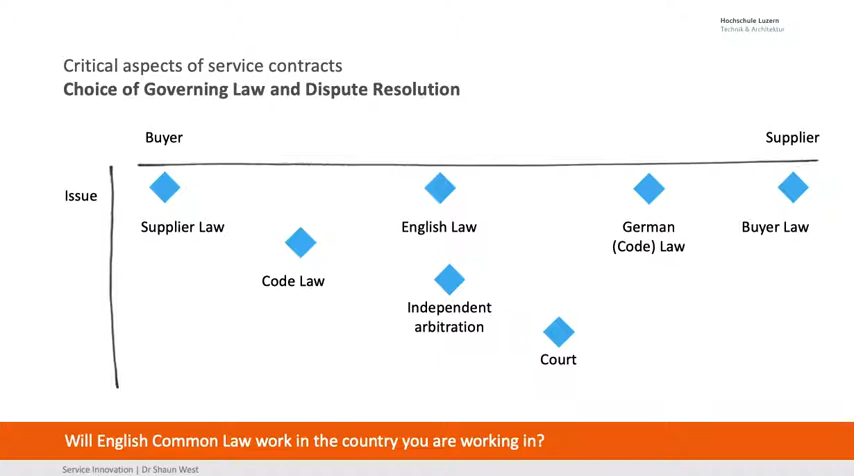 Hochschule Luzern
Technik & Architektur
Critical aspects of service contracts
Choice of Governing Law and Dispute Resolution
Buyer
Supplier
Issue
Supplier Law
English Law
German
(Code) Law
Buyer Law
Code Law
Independent
arbitration
Court
Will English Common Law work in the country you are working in?
Service Innovation | Dr Shaun West